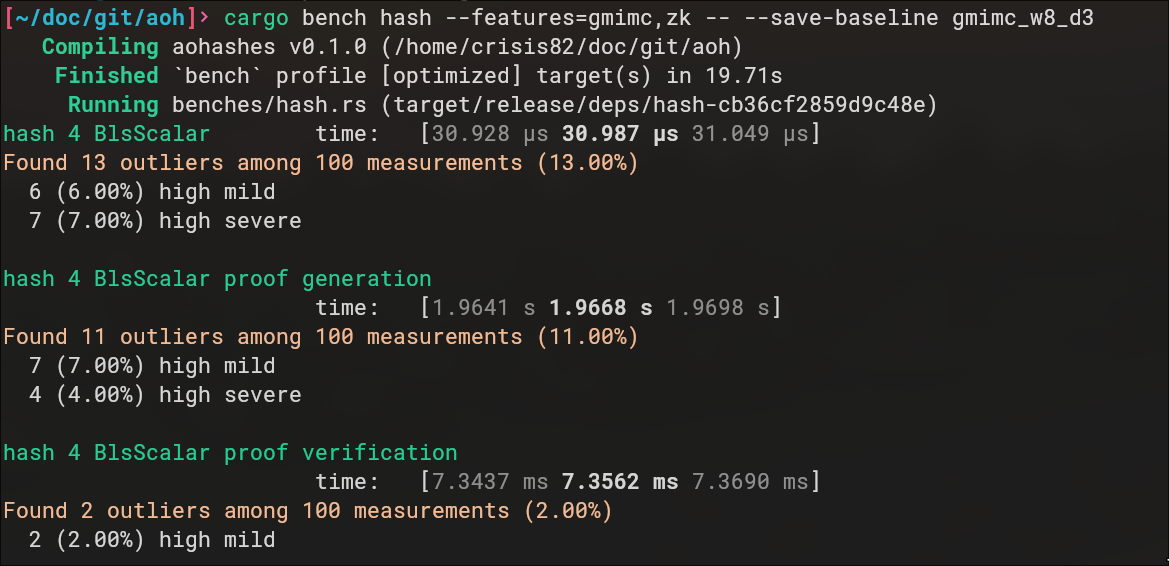 [~/doc/git/aoh]› cargo bench hash --features=gmimc,zk -- --save-baseline gmimc_w8_d3
Compiling aohashes v0.1.0 (/home/crisis82/doc/git/aoh)
Finished `bench` profile [optimized] target(s) in 19.71s
Running benches/hash.rs (target/release/deps/hash-cb36cf2859d9c48e)
hash 4 BlsScalar time: [30.928 µs 30.987 µs 31.049 µs]
Found 13 outliers among 100 measurements (13.00%)
6 (6.00%) high mild
7 (7.00%) high severe
hash 4 BlsScalar proof generation
time: [1.9641 s 1.9668 s 1.9698 s]
Found 11 outliers among 100 measurements (11.00%)
7 (7.00%) high mild
4 (4.00%) high severe
hash 4 BlsScalar proof verification
time: [7.3437 ms 7.3562 ms 7.3690 ms]
Found 2 outliers among 100 measurements (2.00%)
2 (2.00%) high mild